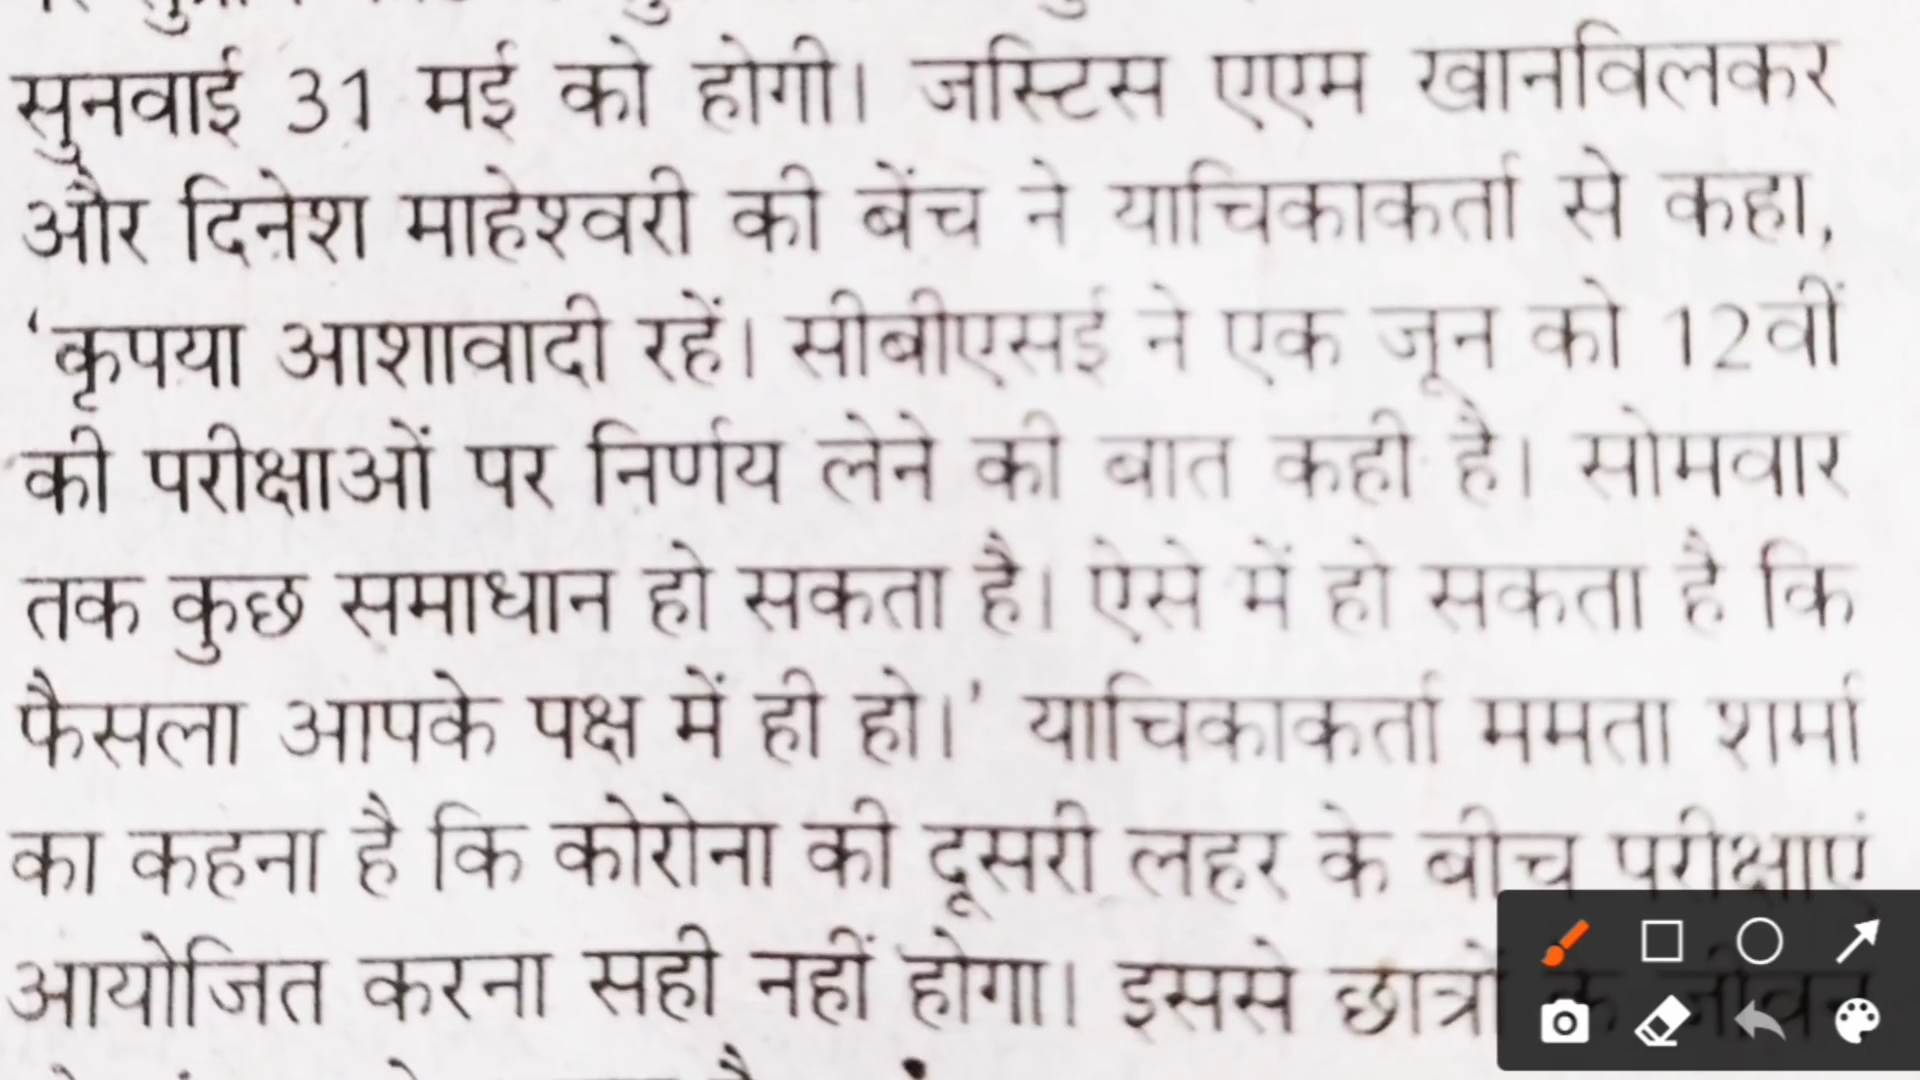 सुनवाई 31 मई को होगी। जस्टिस एएम खानविलकर
और दिनेश माहेश्वरी की बेंच ने याचिकाकर्ता से कहा,
‘कृपया आशावादी रहें। सीबीएसई ने एक जून को 12वीं
की परीक्षाओं पर निर्णय लेने की बात कही है। सोमवार
तक कुछ समाधान हो सकता है। ऐसे में हो सकता है कि
फैसला आपके पक्ष में ही हो।’ याचिकाकर्ता ममता शर्मा
का कहना है कि कोरोना की दूसरी लहर के बीच परीक्षाएं
आयोजित करना सही नहीं होगा। इससे छात्रों के जीवन